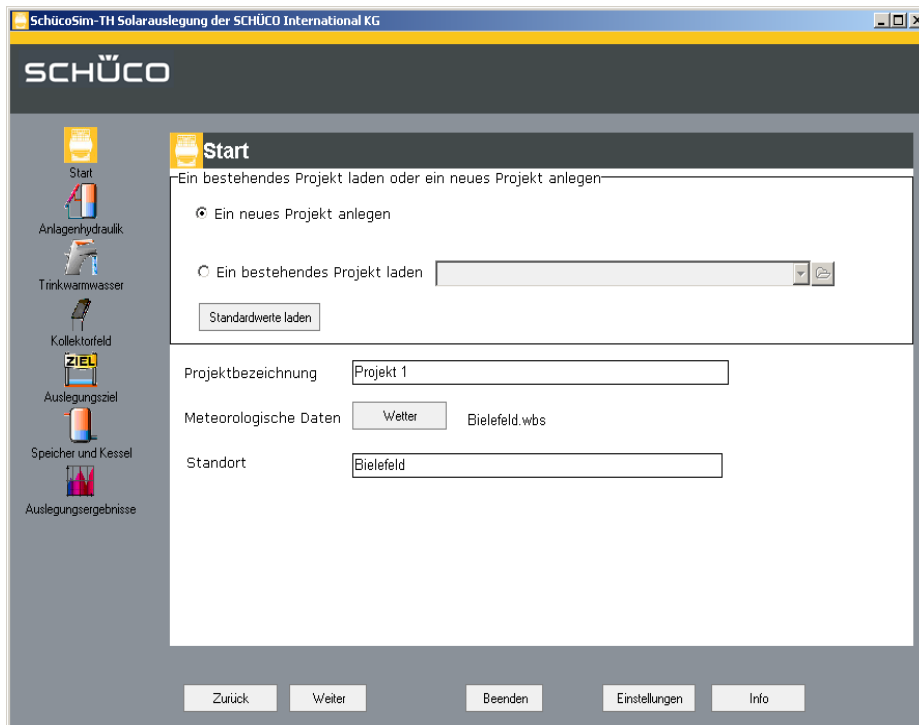 SchücoSim-TH Solarauslegung der SCHÜCO International KG
SCHÜCO
Start
Anlagenhydraulik
Trinkwarmwasser
Kollektorfeld
ZIEL
Auslegungsziel
Speicher und Kessel
Auslegungsergebnisse
Start
Ein bestehendes Projekt laden oder ein neues Projekt anlegen
Ein neues Projekt anlegen
Ein bestehendes Projekt laden
Standardwerte laden
Projektbezeichnung Projekt 1
Meteorologische Daten Wetter Bielefeld.wbs
Standort Bielefeld
Zurück Weiter Beenden Einstellungen Info